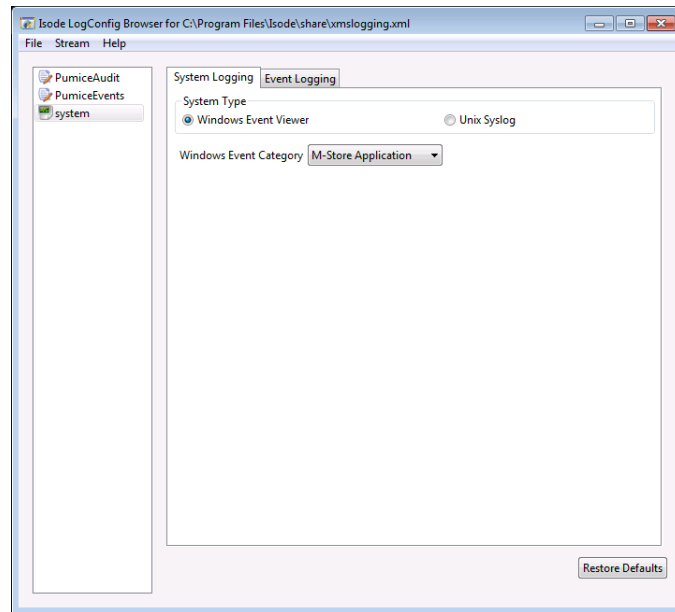 Isode LogConfig Browser for C:\Program Files\Isode\share\xmslogging.xml
File Stream Help
PumiceAudit
PumiceEvents
system
System Logging Event Logging
System Type
Windows Event Viewer Unix Syslog
Windows Event Category M-Store Application
Restore Defaults